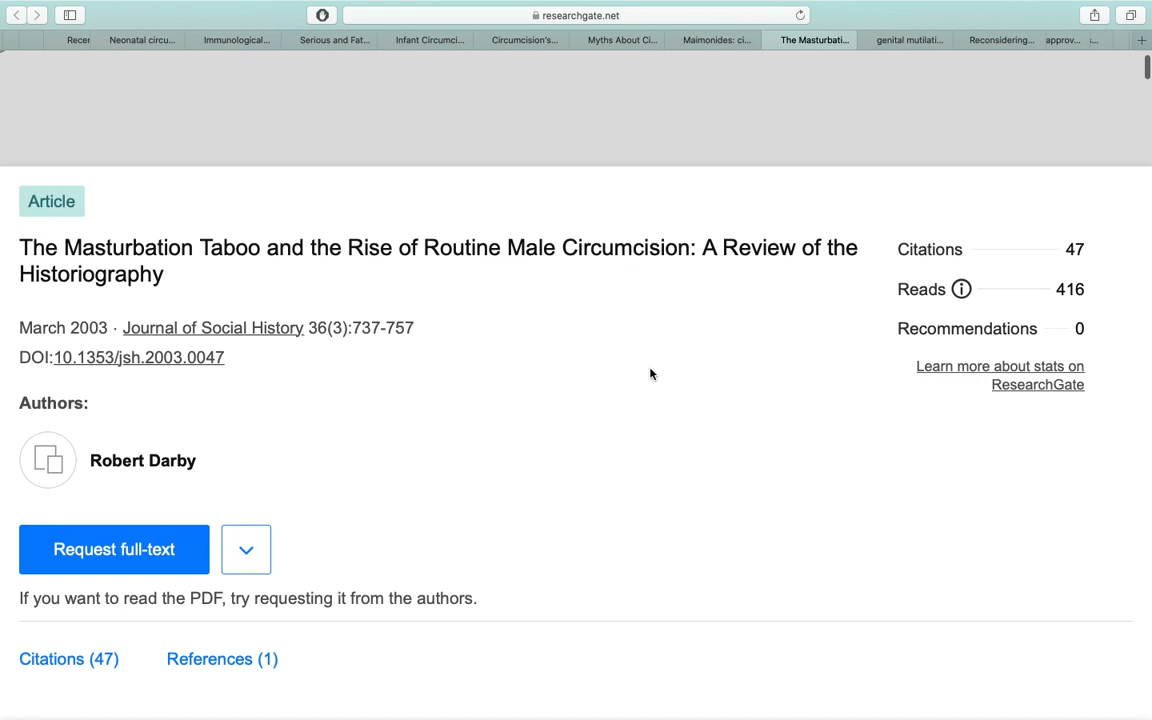 researchgate.net
Recer
Neonatal circu...
Immunological...
Serious and Fat...
Infant Circumci...
Circumcision's...
Myths About Ci...
Maimonides: ci...
The Masturbati...
genital mutilati...
Reconsidering...
approv...
Article
The Masturbation Taboo and the Rise of Routine Male Circumcision: A Review of the
Historiography
Citations 47
Reads 416
Recommendations 0
Learn more about stats on
ResearchGate
March 2003 · Journal of Social History 36(3):737-757
DOI:10.1353/jsh.2003.0047
Authors:
Robert Darby
Request full-text
If you want to read the PDF, try requesting it from the authors.
Citations (47) References (1)